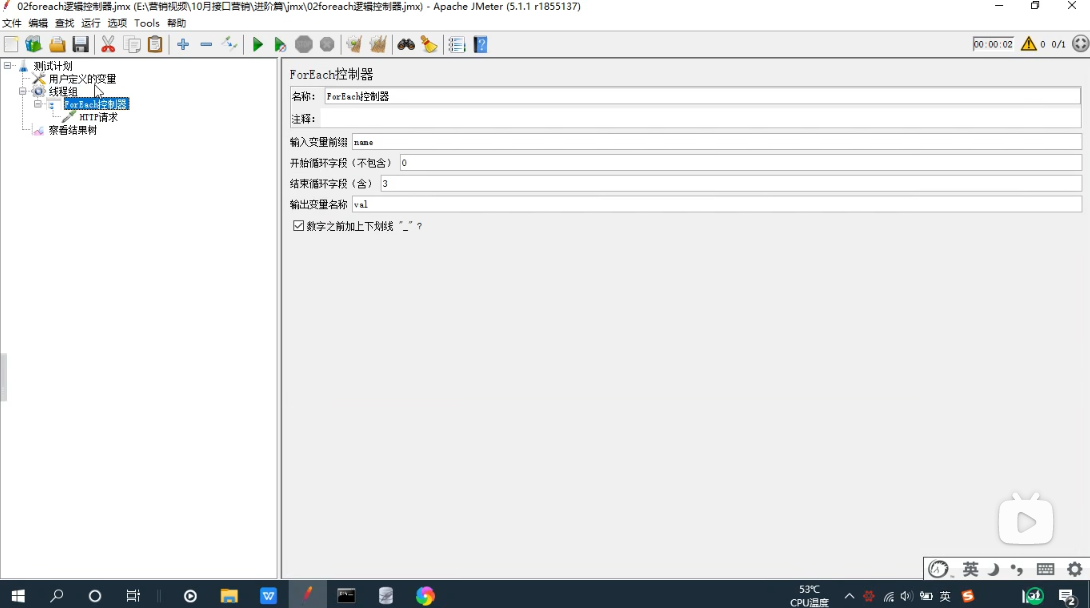 02foreach逻辑控制器.jmx (E:\营销视频\10月接口营销\进阶篇\jmx\02foreach逻辑控制器.jmx) - Apache JMeter (5.1.1 r1855137)
文件 编辑 查找 运行 选项 Tools 帮助
00:00:02 0 0/1
测试计划
用户定义的变量
线程组
ForEach控制器
HTTP请求
察看结果树
ForEach控制器
名称: ForEach控制器
注释:
输入变量前缀 name
开始循环字段（不包含） 0
结束循环字段（含） 3
输出变量名称 val
数字之前加上下划线 "_" ?
英
53℃
CPU温度
英
2